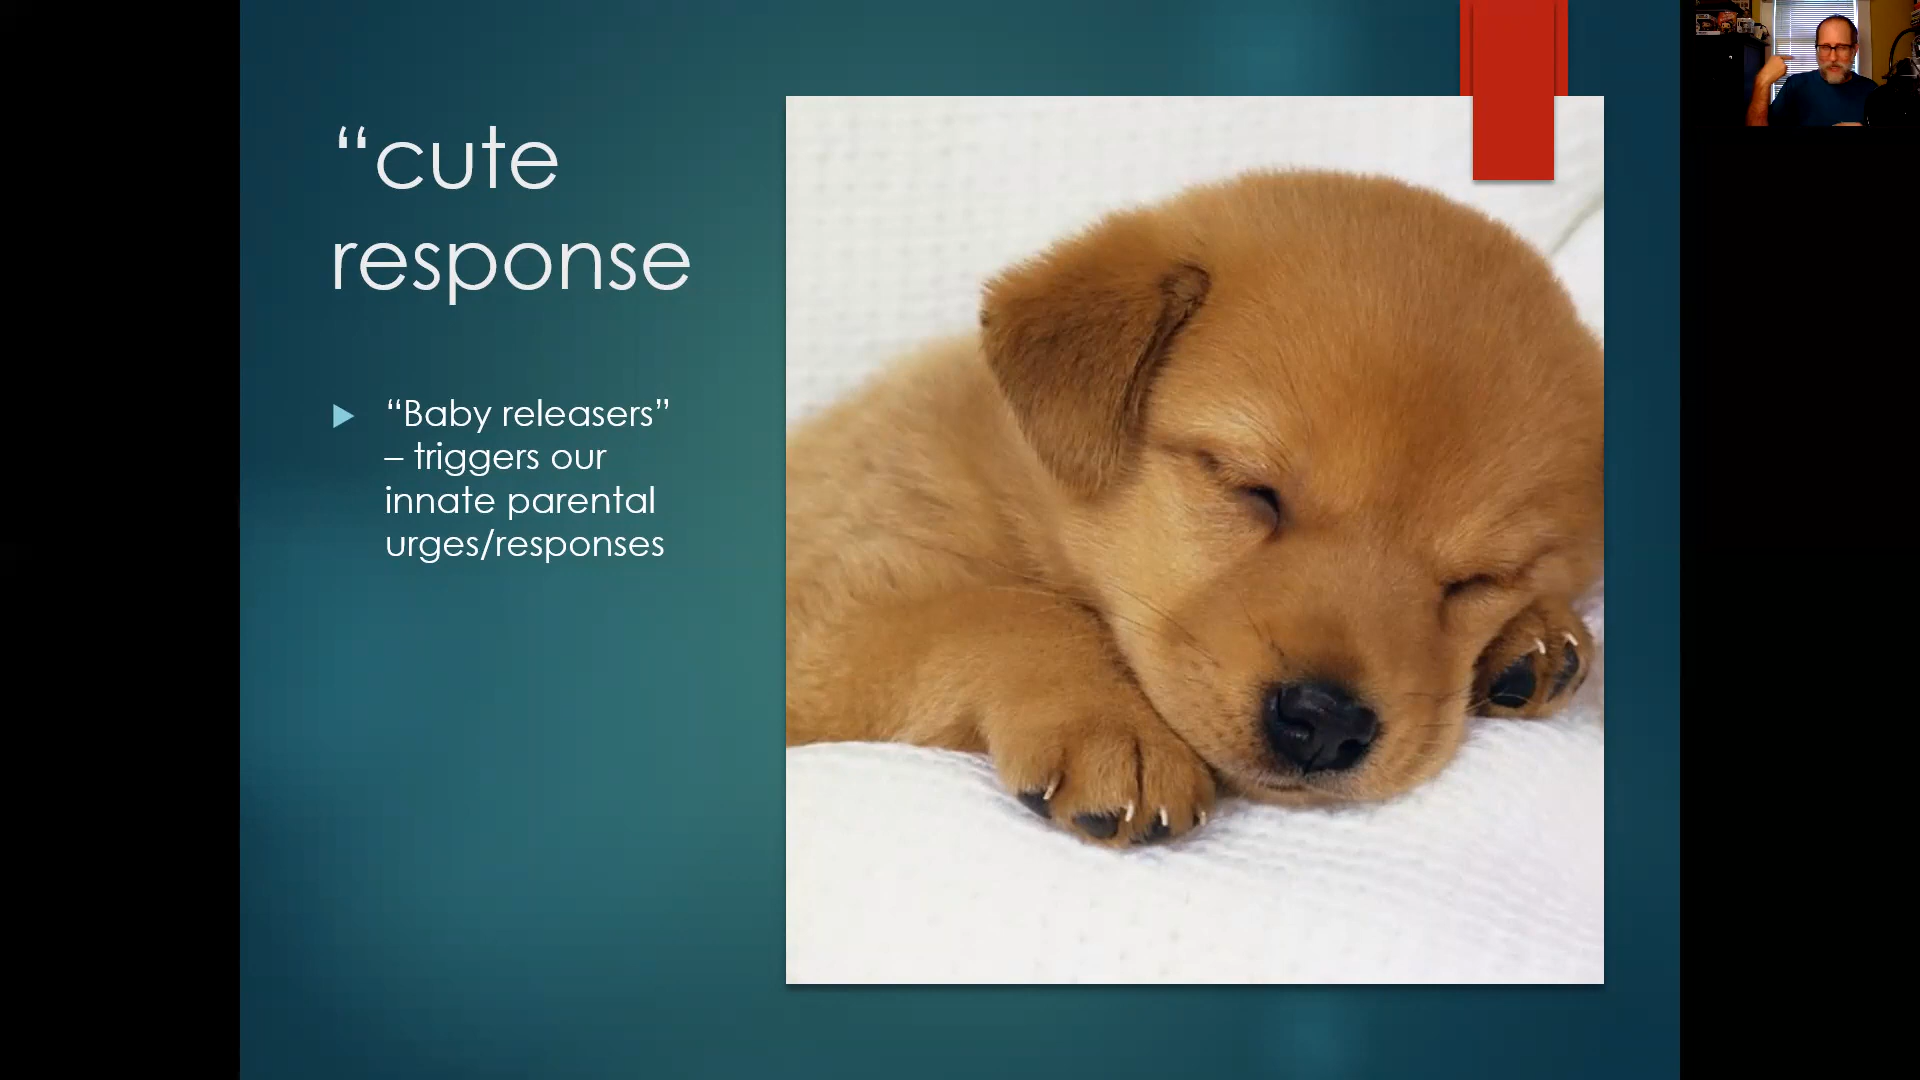 “cute
response
“Baby releasers”
– triggers our
innate parental
urges/responses